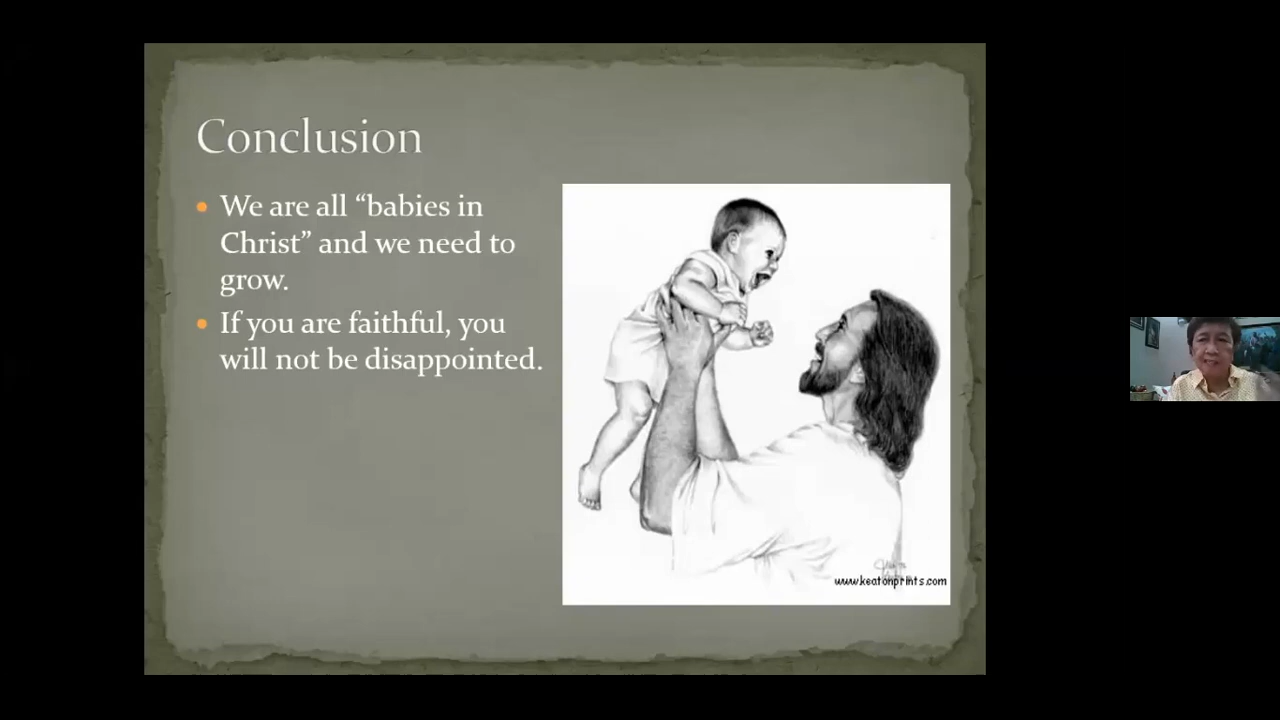 Conclusion
• We are all “babies in
Christ” and we need to
grow.
• If you are faithful, you
will not be disappointed.
www.keatonprints.com